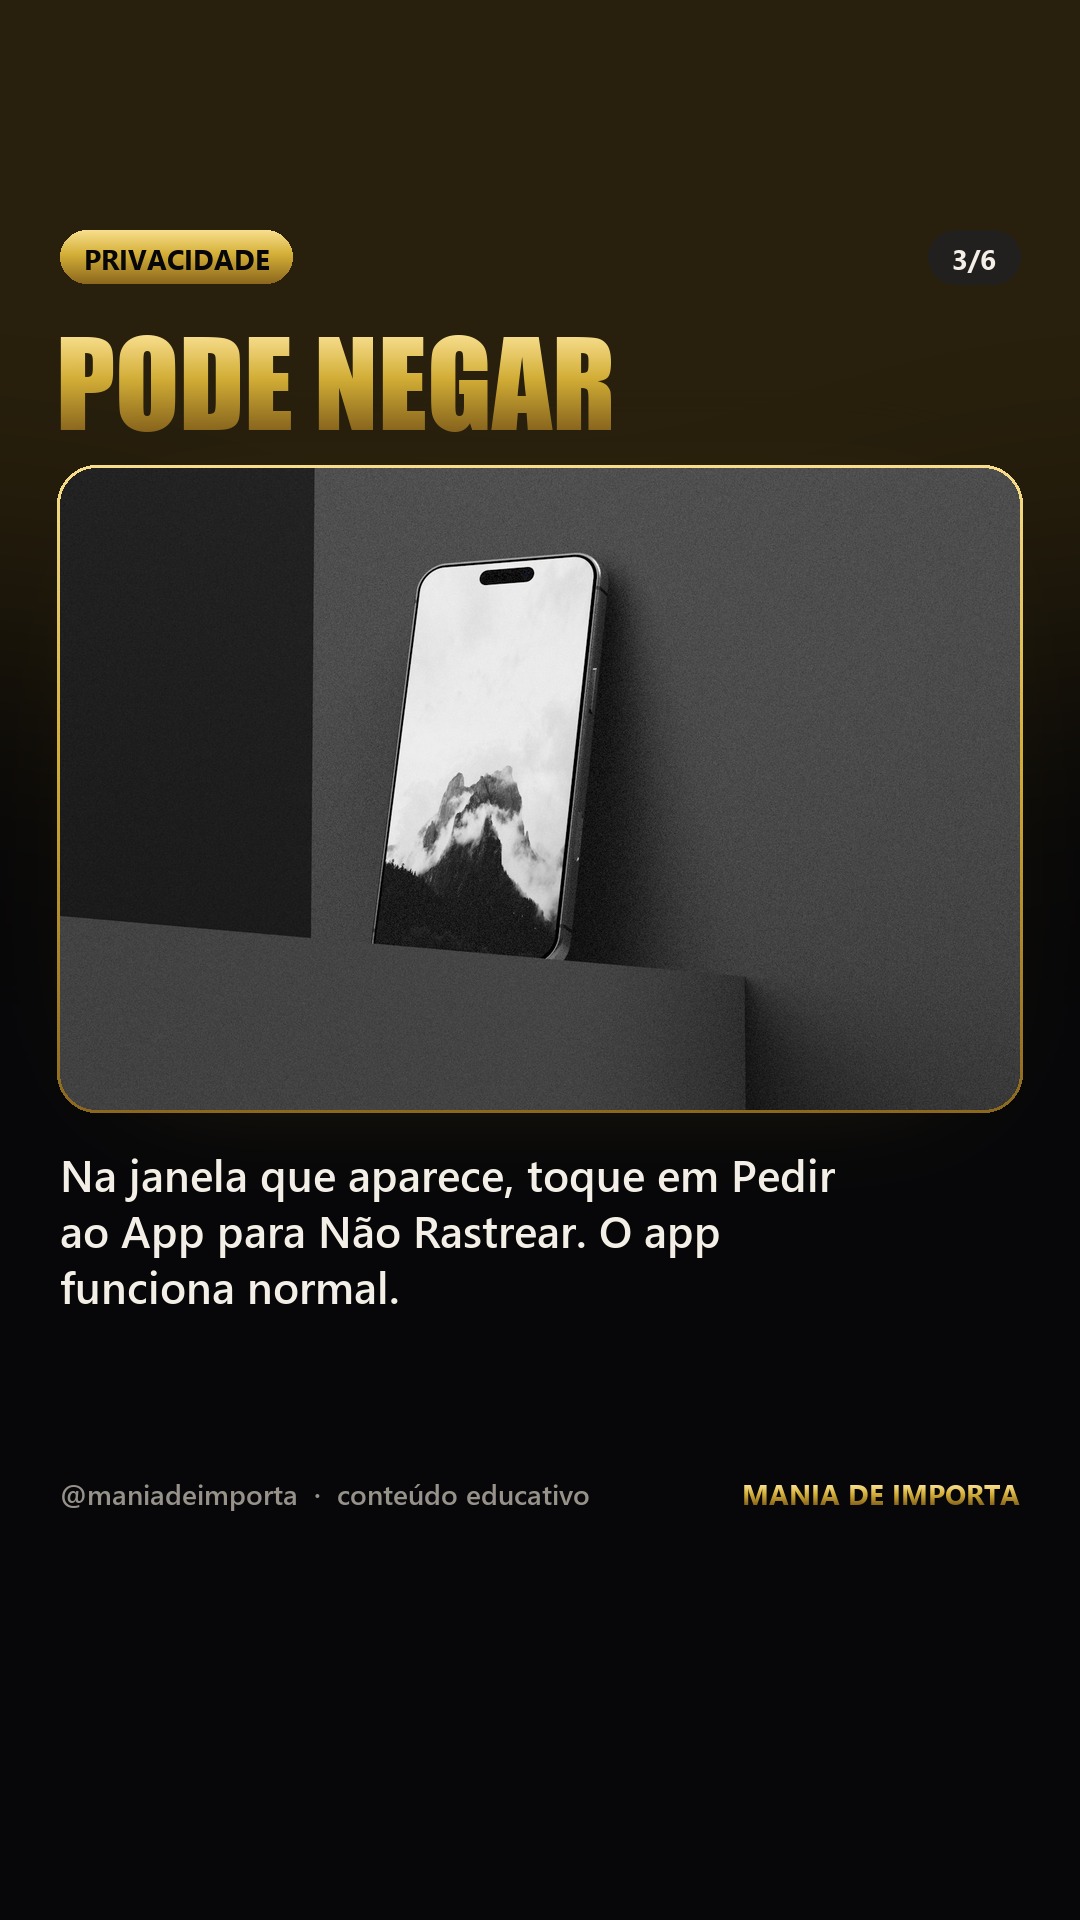 PRIVACIDADE
3/6
PODE NEGAR
Na janela que aparece, toque em Pedir
ao App para Não Rastrear. O app
funciona normal.
@maniadeimporta · conteúdo educativo
MANIA DE IMPORTA